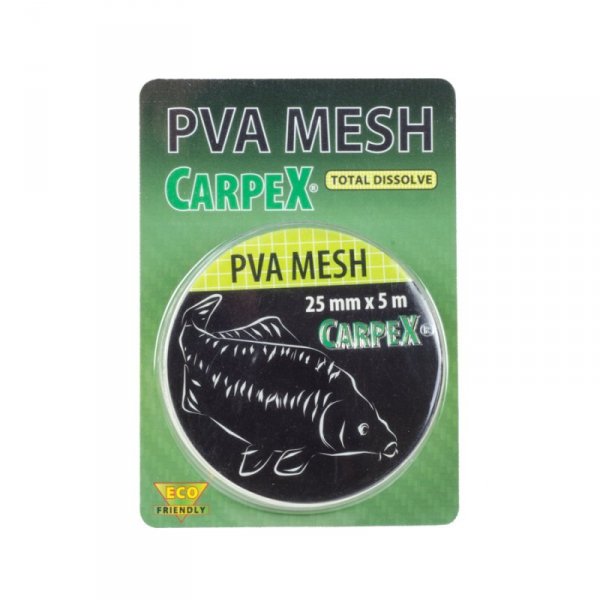 PVA MESH
CARPEX®
TOTAL DISSOLVE
PVA MESH
25 mm x 5 m
CARPEX®
ECO
FRIENDLY